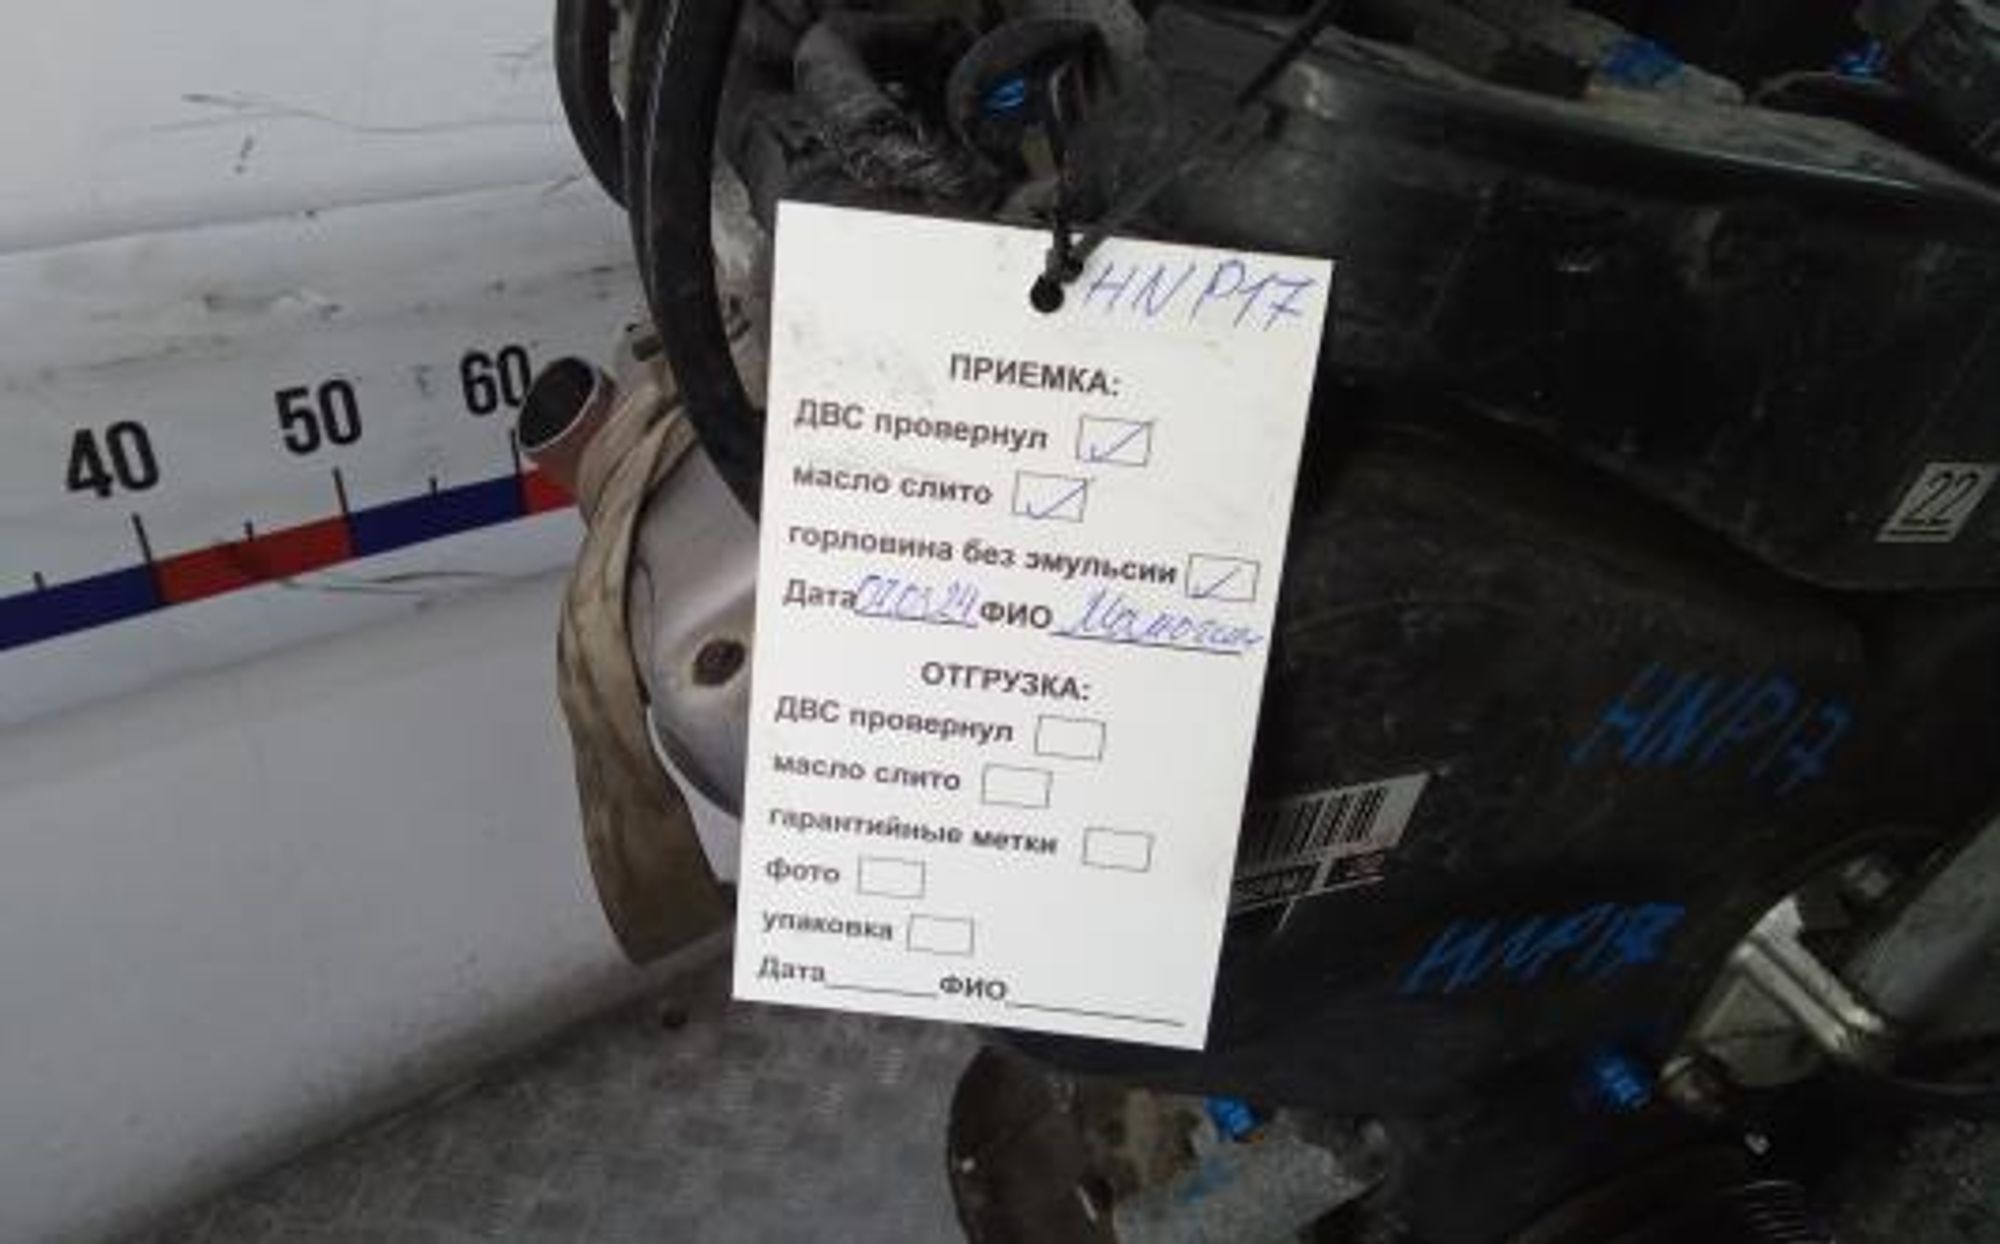 HNP17
ПРИЕМКА:
ДВС провернул
масло слито
горловина без эмульсии
Дата ФИО
ОТГРУЗКА:
ДВС провернул
масло слито
гарантийные метки
фото
упаковка
Дата ФИО
40 50 60
22
HNP17
HNP17